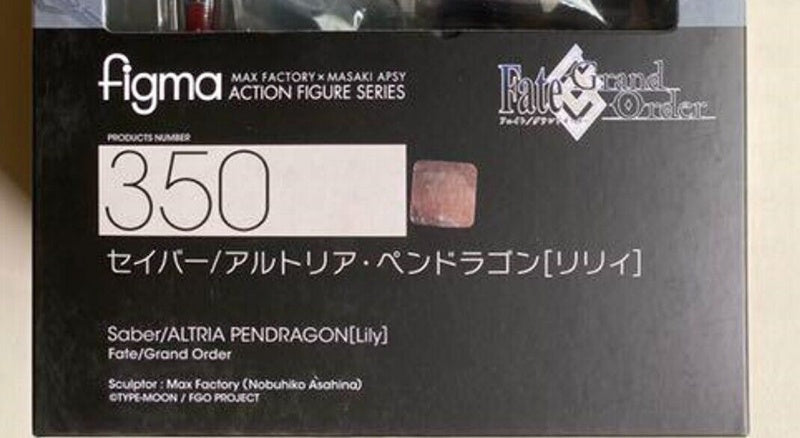 figma MAX FACTORY×MASAKI APSY
ACTION FIGURE SERIES
Fate/Grand Order
PRODUCTS NUMBER
350
セイバー/アルトリア・ペンドラゴン[リリィ]
Saber/ALTRIA PENDRAGON[Lily]
Fate/Grand Order
Sculptor : Max Factory (Nobuhiko Asahina)
©TYPE-MOON / FGO PROJECT